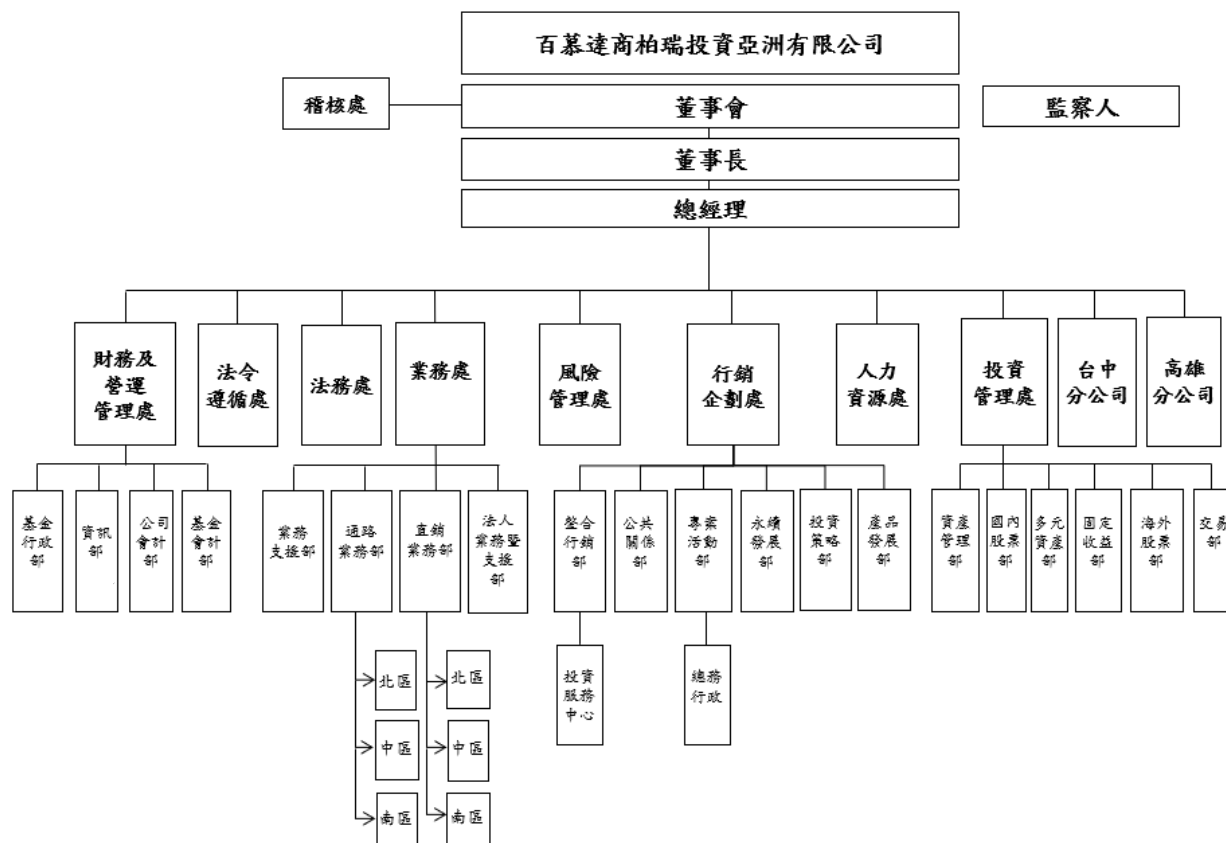 百慕達商柏瑞投資亞洲有限公司
稽核處
董事會
監察人
董事長
總經理
財務及
營運
管理處
法令
遵循處
法務處
業務處
風險
管理處
行銷
企劃處
人力
資源處
投資
管理處
台中
分公司
高雄
分公司
基金
行政
部
資訊
部
公司
會計部
基金
會計部
業務
支援部
通路
業務部
直銷
業務部
法人
業務暨
支援
部
整合
行銷
部
公共
關係
部
專案
活動
部
永續
發展
部
投資
策略
部
產品
發展
部
資產
管理
部
國內
股票
部
多元
資產
部
固定
收益
部
海外
股票
部
交易
部
北區
中區
南區
北區
中區
南區
投資
服務
中心
總務
行政